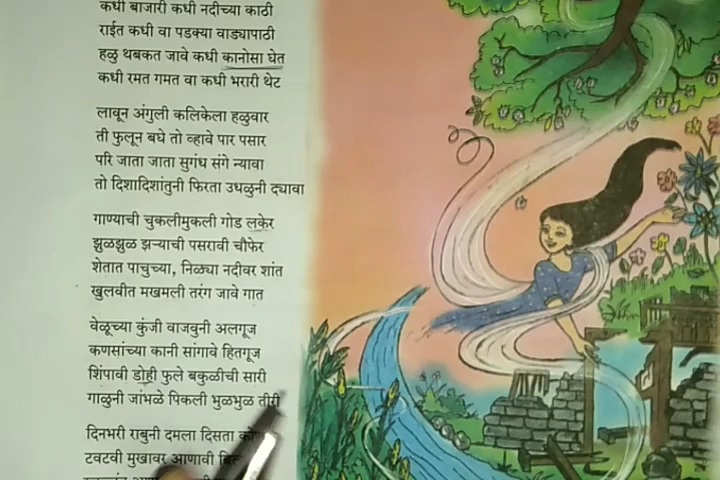 कधी बाजारी कधी नदीच्या काठी
राईत कधी वा पडक्या वाड्यापाठी
हळु थबकत जावे कधी कानोसा घेत
कधी रमत गमत वा कधी भरारी थेट
लावून अंगुली कलिकेला हळुवार
ती फुलून बघे तो व्हावे पार पसार
परि जाता जाता सुगंध संगे न्यावा
तो दिशादिशांतुनी फिरता उधळुनी द्यावा
गाण्याची चुकलीमुकली गोड लकेर
झुळझुळ झऱ्याची पसरावी चौफेर
शेतात पाचुच्या, निळ्या नदीवर शांत
खुलवीत मखमली तरंग जावे गात
वेळूच्या कुंजी वाजवुनी अलगूज
कणसांच्या कानी सांगावे हितगूज
शिंपावी डोही फुले बकुळीची सारी
गाळुनी जांभळे पिकली भुळभुळ तीरी
दिनभरी राबुनी दमला दिसता
टवटवी मुखावर आणावी